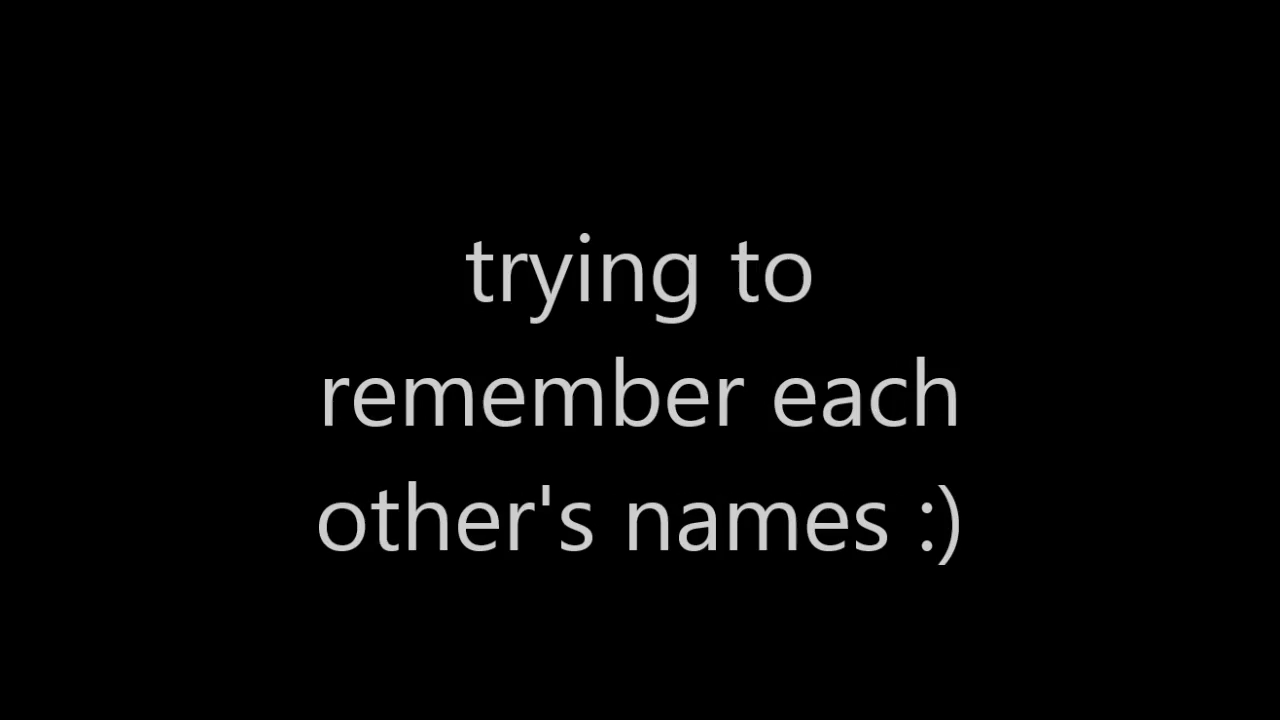 trying to
remember each
other's names :)